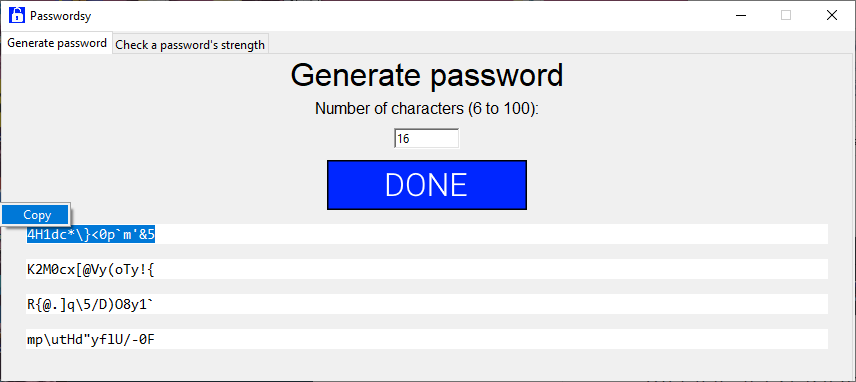 Passwordsy
Generate password
Check a password's strength
Generate password
Number of characters (6 to 100):
16
DONE
Copy
4H1dc*\}<0p`m'&5
K2M0cx[@Vy(oTy!{
R{@.]q\5/D)O8y1`
mp\utHd"yflU/-0F